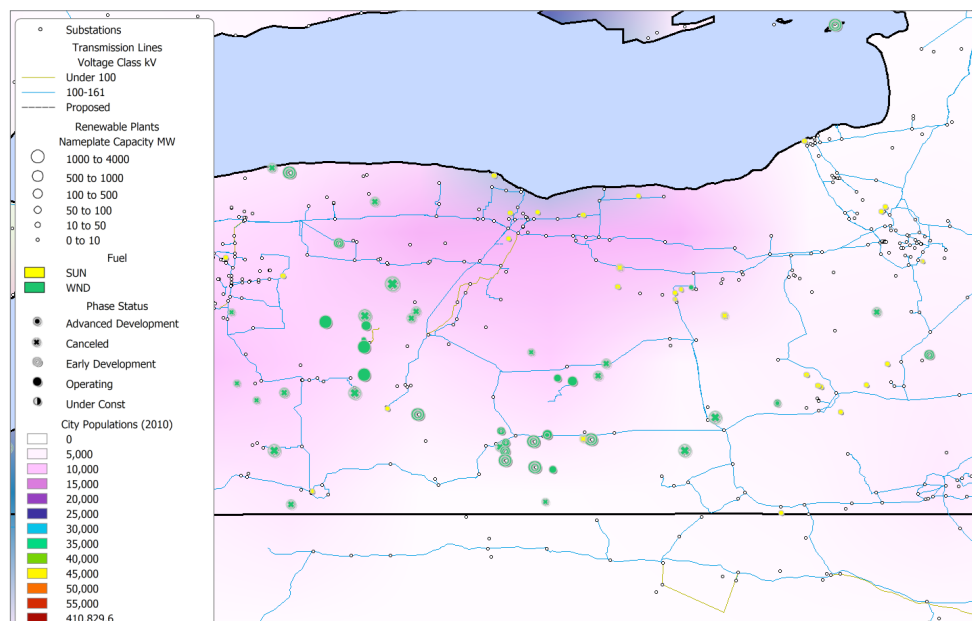 Substations
Transmission Lines
Voltage Class kV
Under 100
100-161
Proposed
Renewable Plants
Nameplate Capacity MW
1000 to 4000
500 to 1000
100 to 500
50 to 100
10 to 50
0 to 10
Fuel
SUN
WND
Phase Status
Advanced Development
Canceled
Early Development
Operating
Under Const
City Populations (2010)
0
5,000
10,000
15,000
20,000
25,000
30,000
35,000
40,000
45,000
50,000
55,000
410,829.6